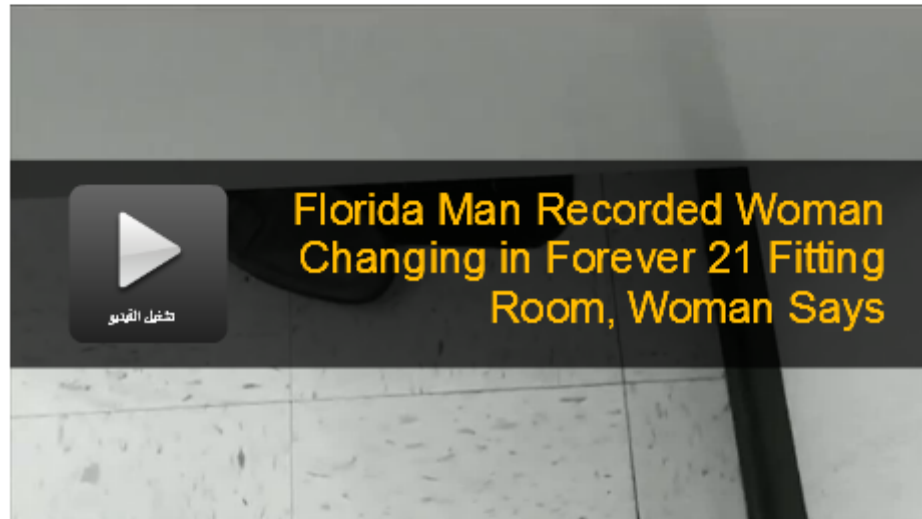 Florida Man Recorded Woman
Changing in Forever 21 Fitting
Room, Woman Says
تشغيل الفيديو